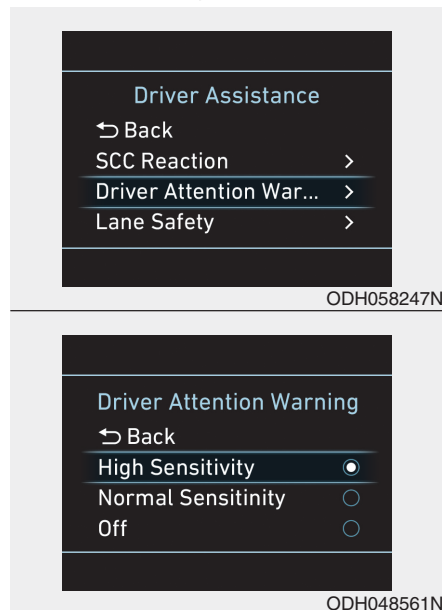 Driver Assistance
Back
SCC Reaction >
Driver Attention War... >
Lane Safety >
ODH058247N
Driver Attention Warning
Back
High Sensitivity
Normal Sensitinity
Off
ODH048561N